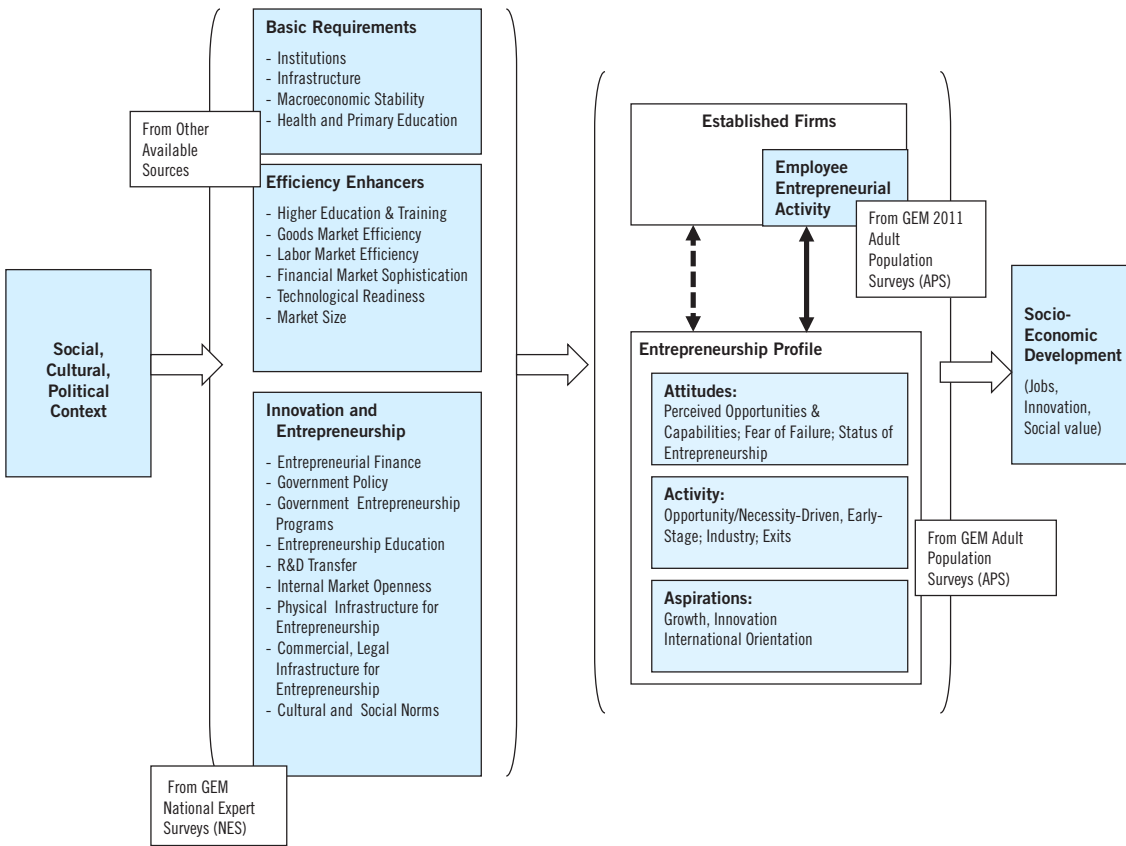 Social,
Cultural,
Political
Context
Basic Requirements
- Institutions
- Infrastructure
- Macroeconomic Stability
- Health and Primary Education
From Other
Available
Sources
Efficiency Enhancers
- Higher Education & Training
- Goods Market Efficiency
- Labor Market Efficiency
- Financial Market Sophistication
- Technological Readiness
- Market Size
Innovation and
Entrepreneurship
- Entrepreneurial Finance
- Government Policy
- Government Entrepreneurship
Programs
- Entrepreneurship Education
- R&D Transfer
- Internal Market Openness
- Physical Infrastructure for
Entrepreneurship
- Commercial, Legal
Infrastructure for
Entrepreneurship
- Cultural and Social Norms
From GEM
National Expert
Surveys (NES)
Established Firms
Employee
Entrepreneurial
Activity
From GEM 2011
Adult
Population
Surveys (APS)
Entrepreneurship Profile
Attitudes:
Perceived Opportunities &
Capabilities; Fear of Failure; Status of
Entrepreneurship
Activity:
Opportunity/Necessity-Driven, Early-
Stage; Industry; Exits
Aspirations:
Growth, Innovation
International Orientation
From GEM Adult
Population
Surveys (APS)
Socio-
Economic
Development
(Jobs,
Innovation,
Social value)